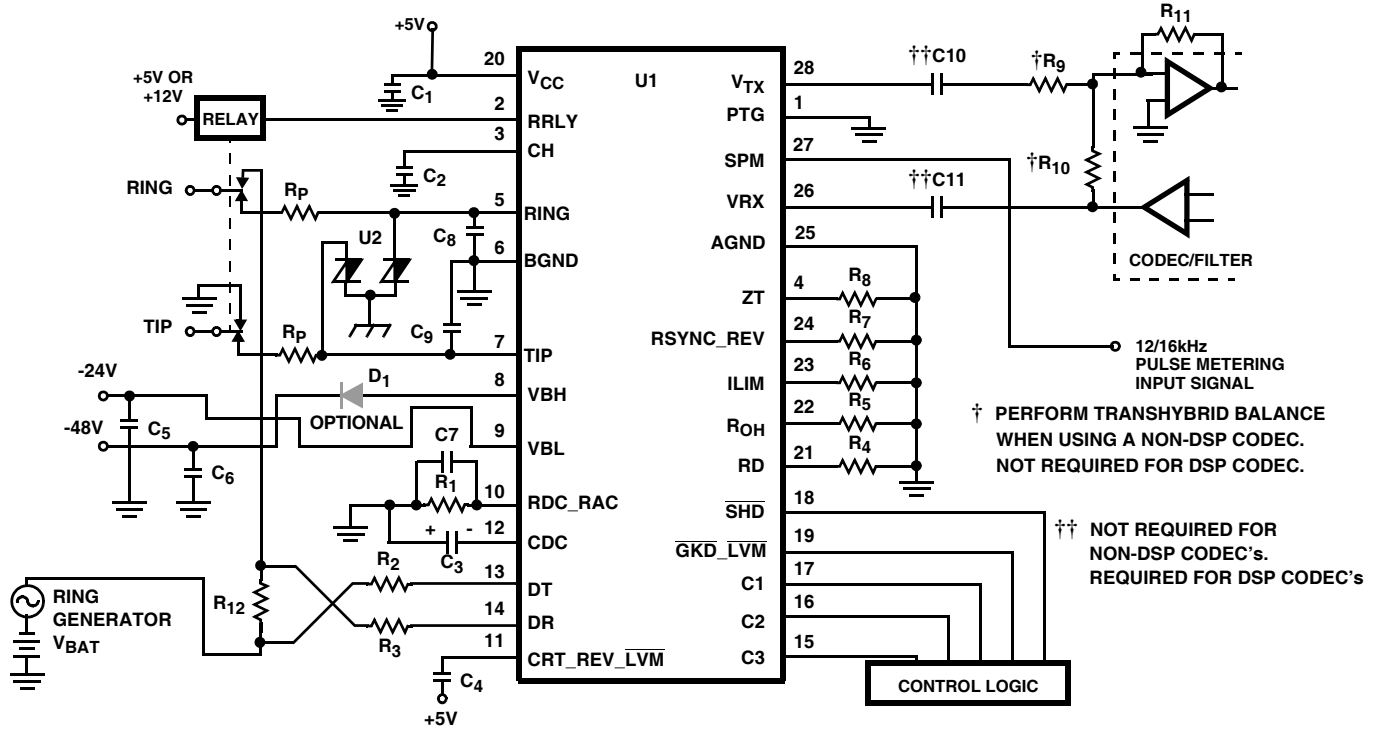 +5V
20
VCC
C1
+5V OR
+12V
RELAY
2
RRLY
3
CH
C2
RING
RP
5
RING
U2
C8
6
BGND
TIP
RP
C9
7
TIP
-24V
D1
8
VBH
OPTIONAL
-48V
C5
C6
9
VBL
C7
R1
10
RDC_RAC
+
-
12
CDC
C3
R2
13
DT
RING
GENERATOR
VBAT
R12
14
DR
R3
11
CRT_REV_LVM
C4
+5V
U1
VTX
28
††C10
†R9
R11
PTG
1
SPM
27
†R10
VRX
26
††C11
AGND
25
CODEC/FILTER
ZT
4
R8
RSYNC_REV
24
R7
12/16kHz
PULSE METERING
INPUT SIGNAL
ILIM
23
R6
ROH
22
R5
† PERFORM TRANSHYBRID BALANCE
WHEN USING A NON-DSP CODEC.
NOT REQUIRED FOR DSP CODEC.
RD
21
R4
SHD
18
†† NOT REQUIRED FOR
NON-DSP CODEC's.
REQUIRED FOR DSP CODEC's
GKD_LVM
19
C1
17
C2
16
C3
15
CONTROL LOGIC